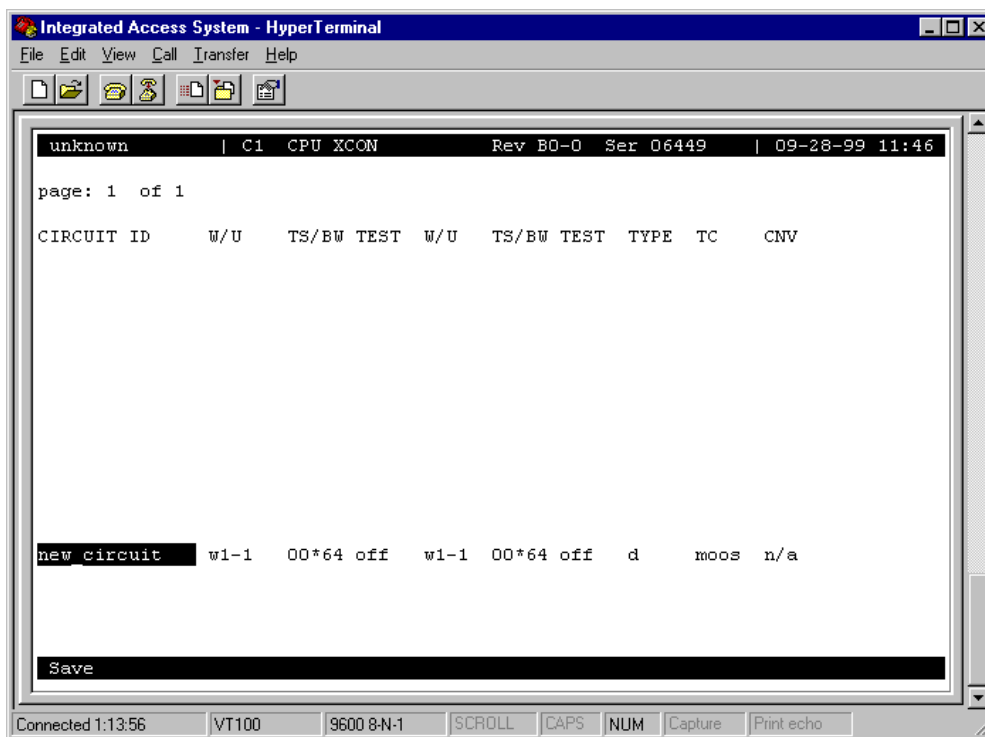 Integrated Access System - HyperTerminal
File Edit View Call Transfer Help
unknown | C1 CPU XCON Rev B0-0 Ser 06449 | 09-28-99 11:46
page: 1 of 1
CIRCUIT ID W/U TS/BW TEST W/U TS/BW TEST TYPE TC CNV
new_circuit w1-1 00*64 off w1-1 00*64 off d moos n/a
Save
Connected 1:13:56 VT100 9600 8-N-1 SCROLL CAPS NUM Capture Print echo